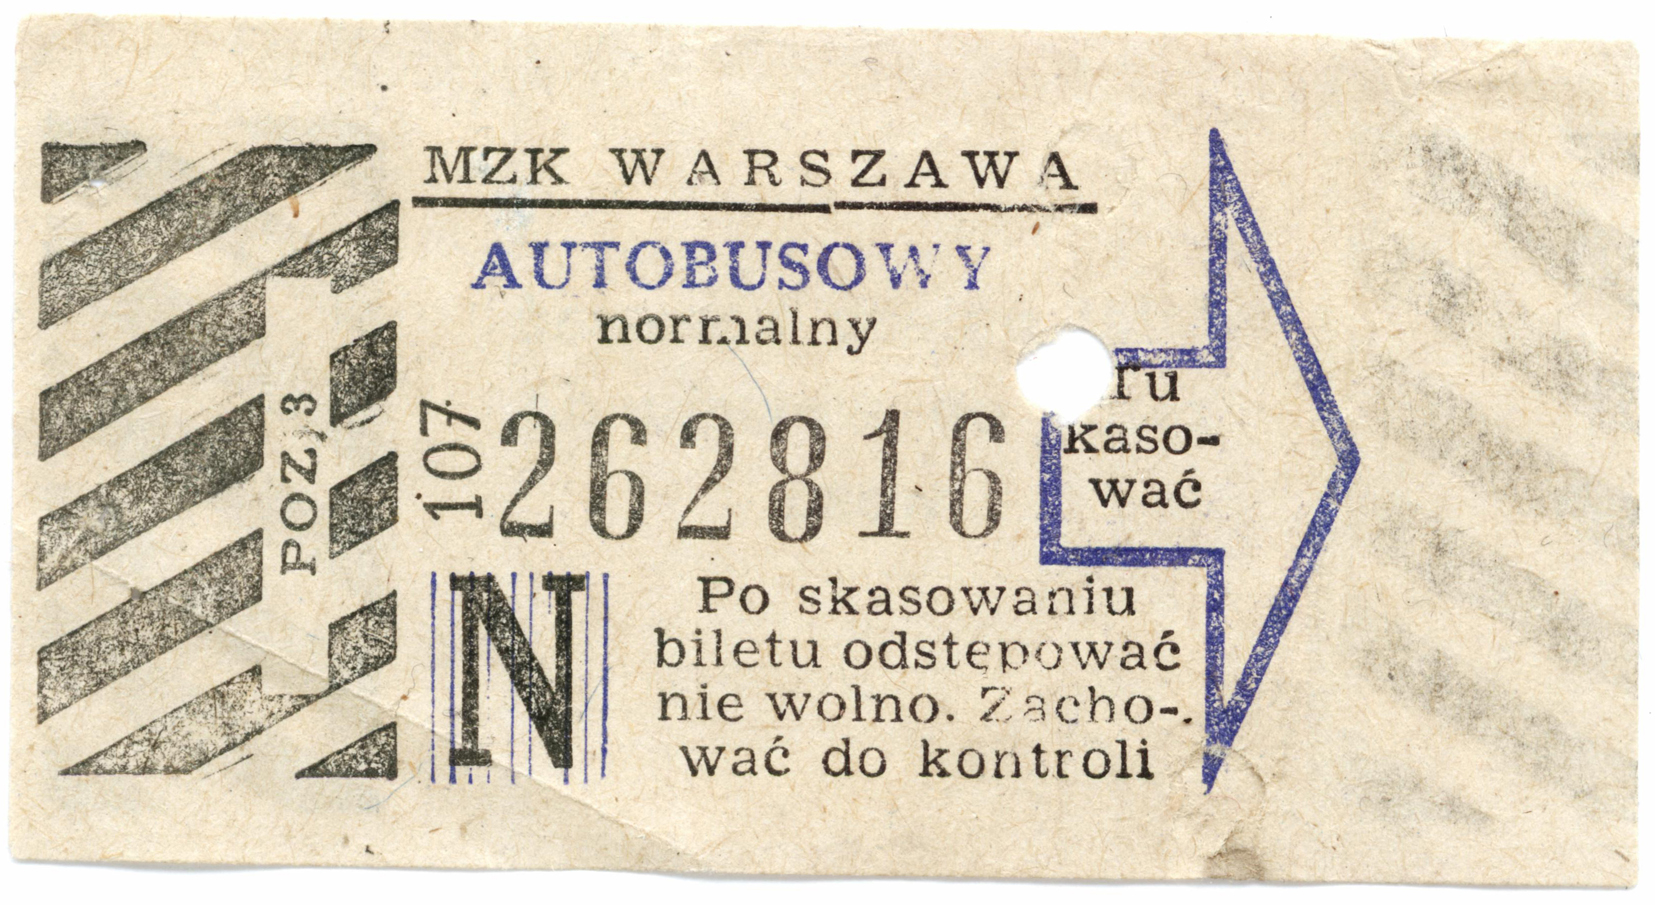 MZK WARSZAWA
AUTOBUSOWY
normalny
POZ,3
107
262816
Tu
kaso-
wać
N
Po skasowaniu
biletu odstępować
nie wolno. Zacho-
wać do kontroli